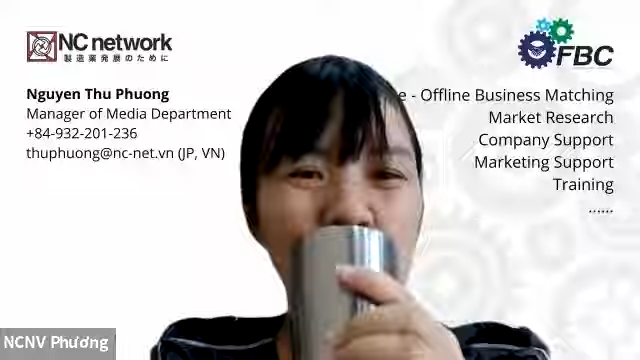 NC network
製造業発展のために
FBC
Nguyen Thu Phuong
Manager of Media Department
+84-932-201-236
thuphuong@nc-net.vn (JP, VN)
e - Offline Business Matching
Market Research
Company Support
Marketing Support
Training
......
NCNV Phương